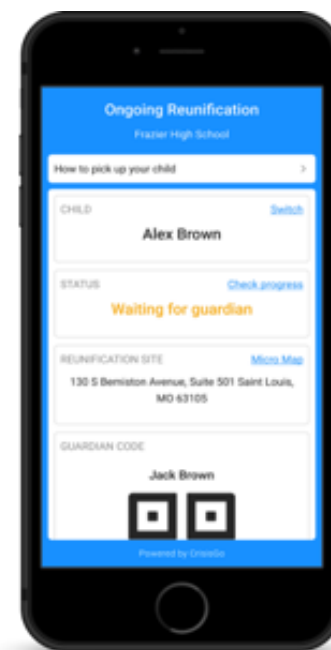 Ongoing Reunification
Frazier High School
How to pick up your child
CHILD Switch
Alex Brown
STATUS Check progress
Waiting for guardian
REUNIFICATION SITE Micro Map
130 S Bemiston Avenue, Suite 501 Saint Louis,
MO 63105
GUARDIAN CODE
Jack Brown
Powered by CrisisGo